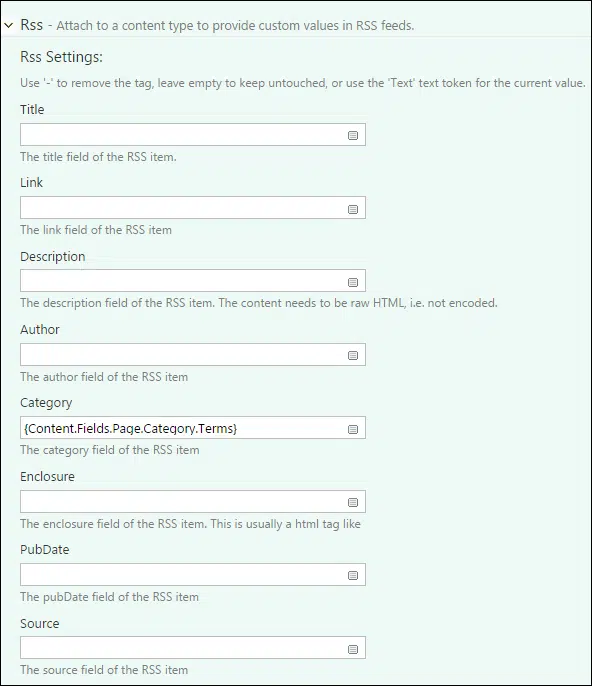 Rss - Attach to a content type to provide custom values in RSS feeds.
Rss Settings:
Use '-' to remove the tag, leave empty to keep untouched, or use the 'Text' text token for the current value.
Title
The title field of the RSS item.
Link
The link field of the RSS item
Description
The description field of the RSS item. The content needs to be raw HTML, i.e. not encoded.
Author
The author field of the RSS item
Category
{Content.Fields.Page.Category.Terms}
The category field of the RSS item
Enclosure
The enclosure field of the RSS item. This is usually a html tag like
PubDate
The pubDate field of the RSS item
Source
The source field of the RSS item